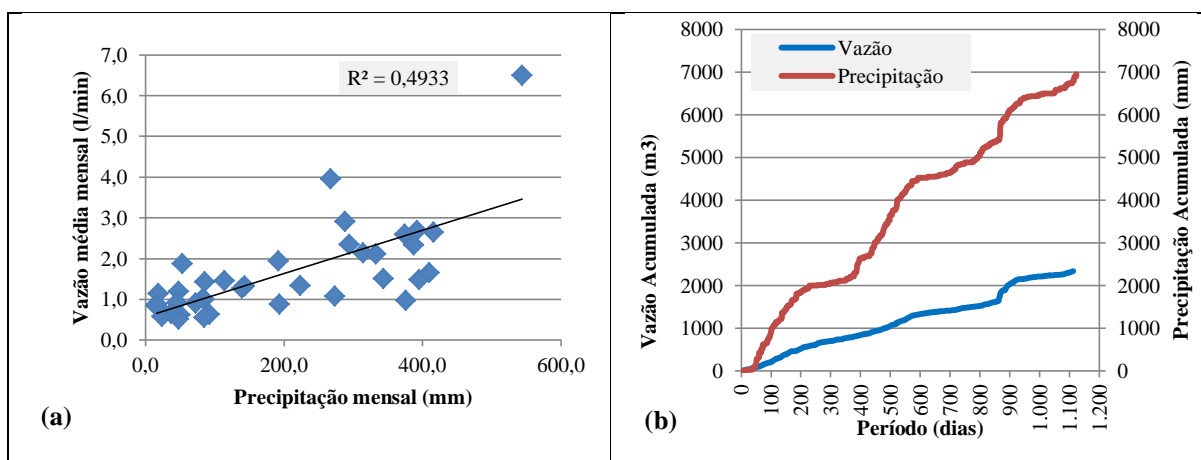 R² = 0,4933
Vazão média mensal (l/min)
7,0
6,0
5,0
4,0
3,0
2,0
1,0
0,0
0,0 200,0 400,0 600,0
Precipitação mensal (mm)
(a)
Vazão
Precipitação
Vazão Acumulada (m3)
8000
7000
6000
5000
4000
3000
2000
1000
0
8000
7000
6000
5000
4000
3000
2000
1000
0
Precipitação Acumulada (mm)
0 100 200 300 400 500 600 700 800 900 1.000 1.100 1.200
Período (dias)
(b)